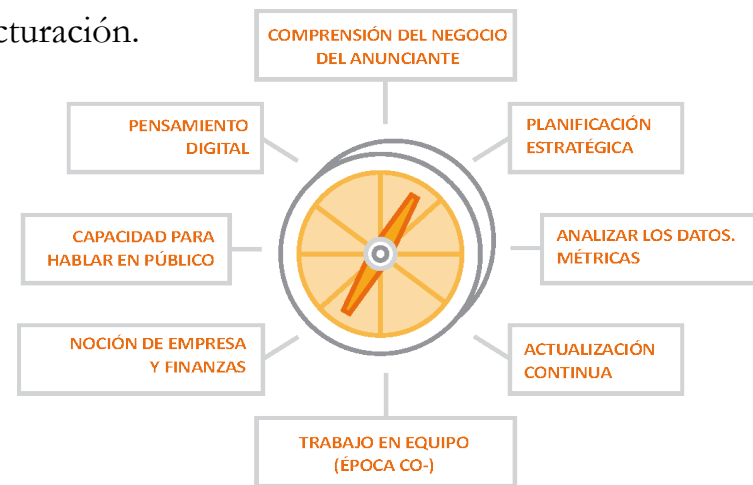 cturación.
COMPRENSIÓN DEL NEGOCIO
DEL ANUNCIANTE
PENSAMIENTO
DIGITAL
PLANIFICACIÓN
ESTRATÉGICA
CAPACIDAD PARA
HABLAR EN PÚBLICO
ANALIZAR LOS DATOS.
MÉTRICAS
NOCIÓN DE EMPRESA
Y FINANZAS
ACTUALIZACIÓN
CONTINUA
TRABAJO EN EQUIPO
(ÉPOCA CO-)